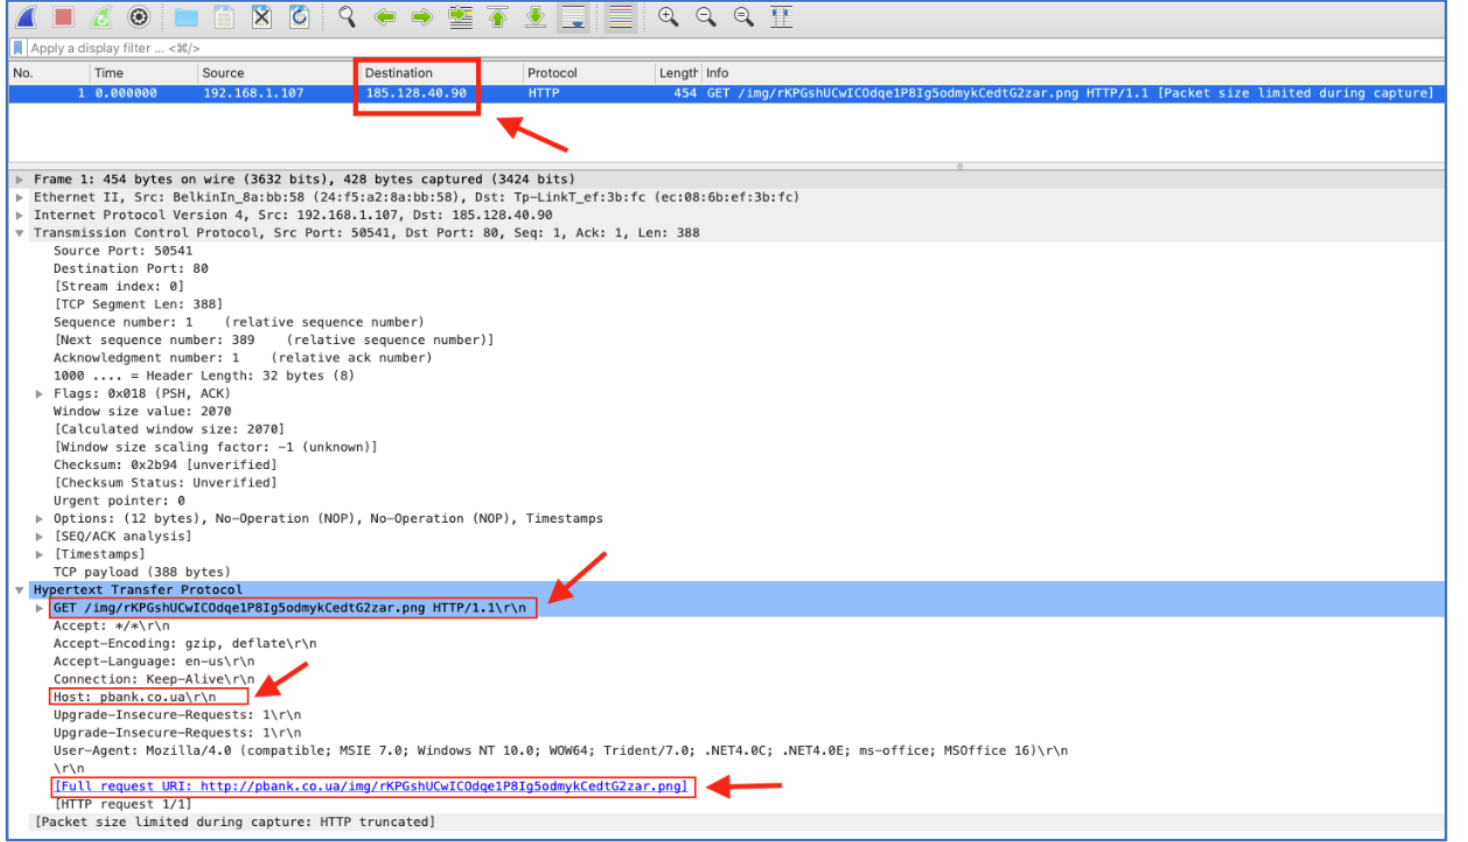 Apply a display filter ... <⌘/>
No. Time Source Destination Protocol Length Info
1 0.000000 192.168.1.107 185.128.40.90 HTTP 454 GET /img/rKPGshUCwICOdqe1P8Ig5odmykCedtG2zar.png HTTP/1.1 [Packet size limited during capture]
Frame 1: 454 bytes on wire (3632 bits), 428 bytes captured (3424 bits)
Ethernet II, Src: BelkinIn_8a:bb:58 (24:f5:a2:8a:bb:58), Dst: Tp-LinkT_ef:3b:fc (ec:08:6b:ef:3b:fc)
Internet Protocol Version 4, Src: 192.168.1.107, Dst: 185.128.40.90
Transmission Control Protocol, Src Port: 50541, Dst Port: 80, Seq: 1, Ack: 1, Len: 388
Source Port: 50541
Destination Port: 80
[Stream index: 0]
[TCP Segment Len: 388]
Sequence number: 1 (relative sequence number)
[Next sequence number: 389 (relative sequence number)]
Acknowledgment number: 1 (relative ack number)
1000 .... = Header Length: 32 bytes (8)
Flags: 0x018 (PSH, ACK)
Window size value: 2070
[Calculated window size: 2070]
[Window size scaling factor: -1 (unknown)]
Checksum: 0x2b94 [unverified]
[Checksum Status: Unverified]
Urgent pointer: 0
Options: (12 bytes), No-Operation (NOP), No-Operation (NOP), Timestamps
[SEQ/ACK analysis]
[Timestamps]
TCP payload (388 bytes)
Hypertext Transfer Protocol
GET /img/rKPGshUCwICOdqe1P8Ig5odmykCedtG2zar.png HTTP/1.1\r\n
Accept: */*\r\n
Accept-Encoding: gzip, deflate\r\n
Accept-Language: en-us\r\n
Connection: Keep-Alive\r\n
Host: pbank.co.ua\r\n
Upgrade-Insecure-Requests: 1\r\n
Upgrade-Insecure-Requests: 1\r\n
User-Agent: Mozilla/4.0 (compatible; MSIE 7.0; Windows NT 10.0; WOW64; Trident/7.0; .NET4.0C; .NET4.0E; ms-office; MSOffice 16)\r\n
\r\n
[Full request URI: http://pbank.co.ua/img/rKPGshUCwICOdqe1P8Ig5odmykCedtG2zar.png]
[HTTP request 1/1]
[Packet size limited during capture: HTTP truncated]